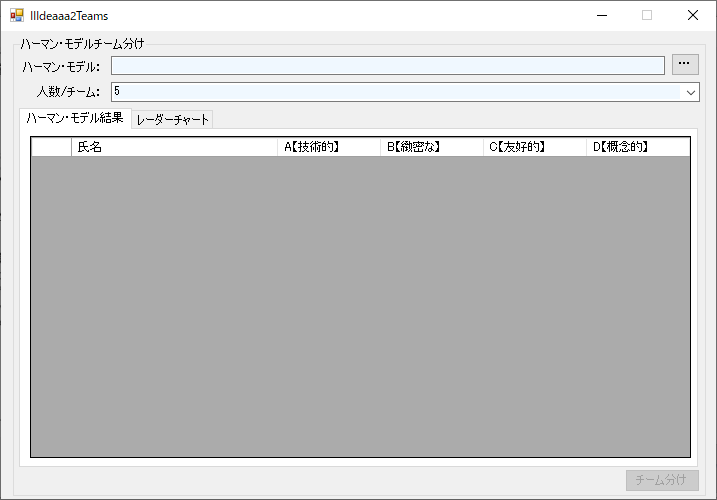 IIIdeaaa2Teams
ハーマン・モデルチーム分け
ハーマン・モデル: ...
人数/チーム: 5
ハーマン・モデル結果 レーダーチャート
氏名 A【技術的】 B【緻密な】 C【友好的】 D【概念的】
チーム分け